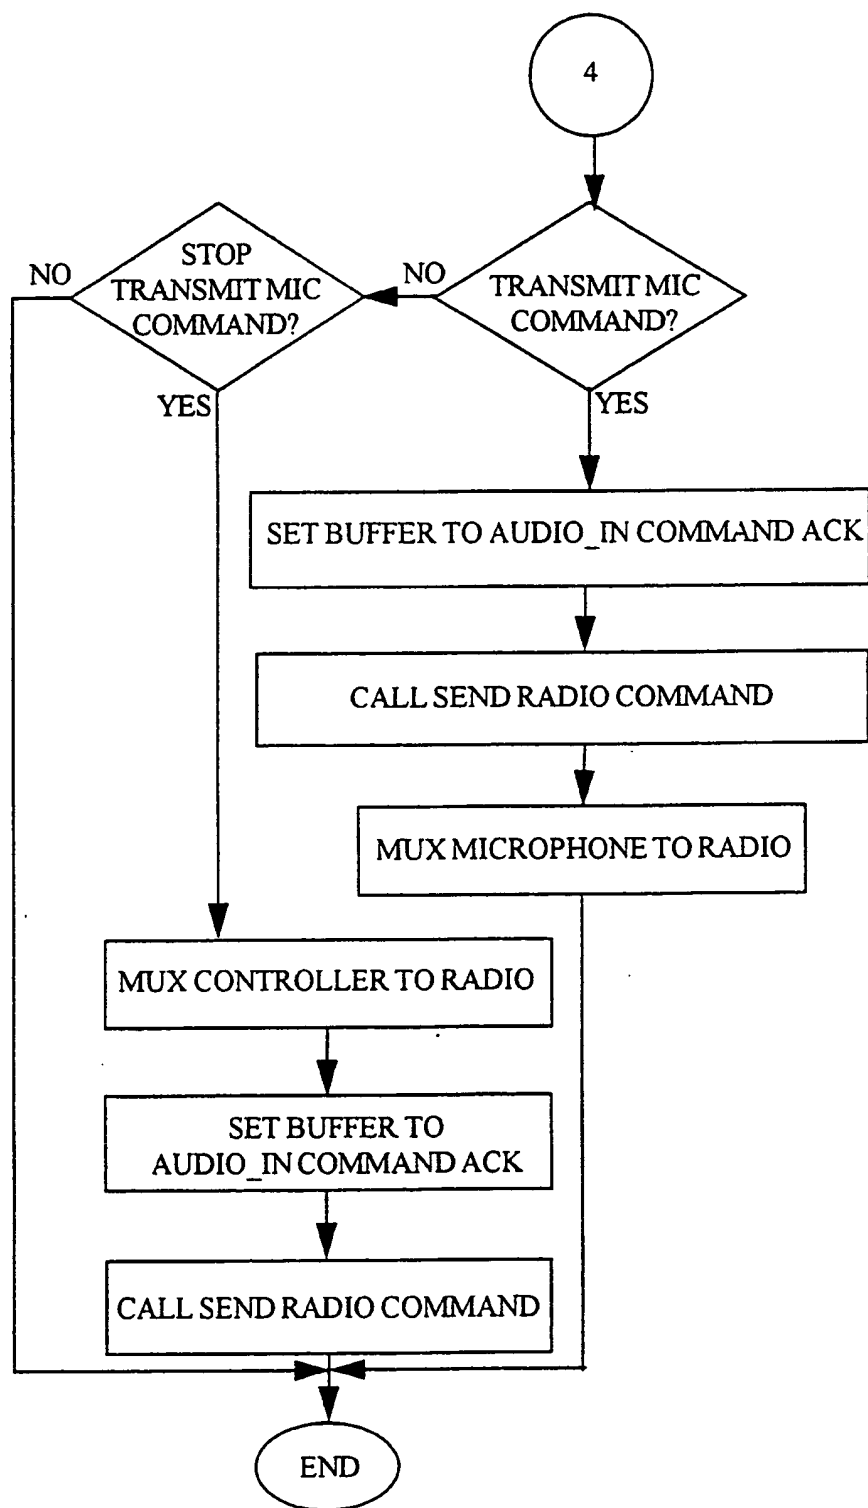 4
STOP
TRANSMIT MIC
COMMAND?
NO
NO
TRANSMIT MIC
COMMAND?
YES
YES
SET BUFFER TO AUDIO_IN COMMAND ACK
CALL SEND RADIO COMMAND
MUX MICROPHONE TO RADIO
MUX CONTROLLER TO RADIO
SET BUFFER TO
AUDIO_IN COMMAND ACK
CALL SEND RADIO COMMAND
END